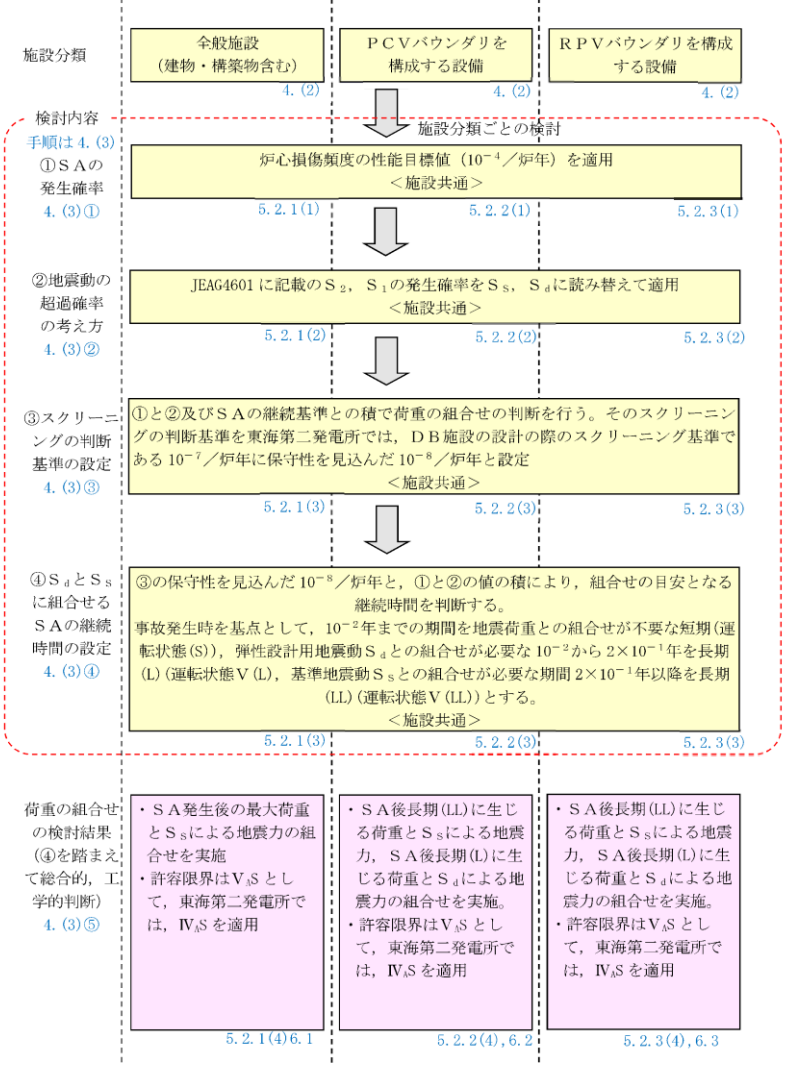 施設分類
全般施設
(建物・構築物含む)
4. (2)
ＰＣＶバウンダリを
構成する設備
4. (2)
ＲＰＶバウンダリを構成
する設備
4. (2)
検討内容
手順は 4. (3)
施設分類ごとの検討
①ＳＡの
発生確率
4. (3)①
炉心損傷頻度の性能目標値（10⁻⁴／炉年）を適用
＜施設共通＞
5. 2. 1(1)
5. 2. 2(1)
5. 2. 3(1)
②地震動の
超過確率
の考え方
4. (3)②
JEAG4601 に記載のＳ₂，Ｓ₁の発生確率をＳₛ，Ｓ_dに読み替えて適用
＜施設共通＞
5. 2. 1(2)
5. 2. 2(2)
5. 2. 3(2)
③スクリーニ
ングの判断
基準の設定
4. (3)③
①と②及びＳＡの継続基準との積で荷重の組合せの判断を行う。そのスクリーニン
グの判断基準を東海第二発電所では，ＤＢ施設の設計の際のスクリーニング基準で
ある 10⁻⁷／炉年に保守性を見込んだ 10⁻⁸／炉年と設定
＜施設共通＞
5. 2. 1(3)
5. 2. 2(3)
5. 2. 3(3)
④Ｓ_dとＳₛ
に組合せる
ＳＡの継続
時間の設定
4. (3)④
③の保守性を見込んだ 10⁻⁸／炉年と，①と②の値の積により，組合せの目安となる
継続時間を判断する。
事故発生時を基点として，10⁻²年までの期間を地震荷重との組合せが不要な短期(運
転状態(S))，弾性設計用地震動Ｓ_dとの組合せが必要な 10⁻²から 2×10⁻¹年を長期
(L)(運転状態Ⅴ(L)，基準地震動Ｓₛとの組合せが必要な期間 2×10⁻¹年以降を長期
(LL)(運転状態Ⅴ(LL))とする。
＜施設共通＞
5. 2. 1(3)
5. 2. 2(3)
5. 2. 3(3)
荷重の組合せ
の検討結果
(④を踏まえ
て総合的，工
学的判断)
4. (3)⑤
・ＳＡ発生後の最大荷重
とＳₛによる地震力の組
合せを実施
・許容限界はⅤ_AＳとし
て，東海第二発電所で
は，Ⅳ_AＳを適用
5. 2. 1(4)6. 1
・ＳＡ後長期(LL)に生じ
る荷重とＳₛによる地震
力，ＳＡ後長期(L)に生
じる荷重とＳ_dによる地
震力の組合せを実施。
・許容限界はⅤ_AＳとし
て，東海第二発電所で
は，Ⅳ_AＳを適用
5. 2. 2(4), 6. 2
・ＳＡ後長期(LL)に生じ
る荷重とＳₛによる地震
力，ＳＡ後長期(L)に生
じる荷重とＳ_dによる地
震力の組合せを実施。
・許容限界はⅤ_AＳとし
て，東海第二発電所で
は，Ⅳ_AＳを適用
5. 2. 3(4), 6. 3